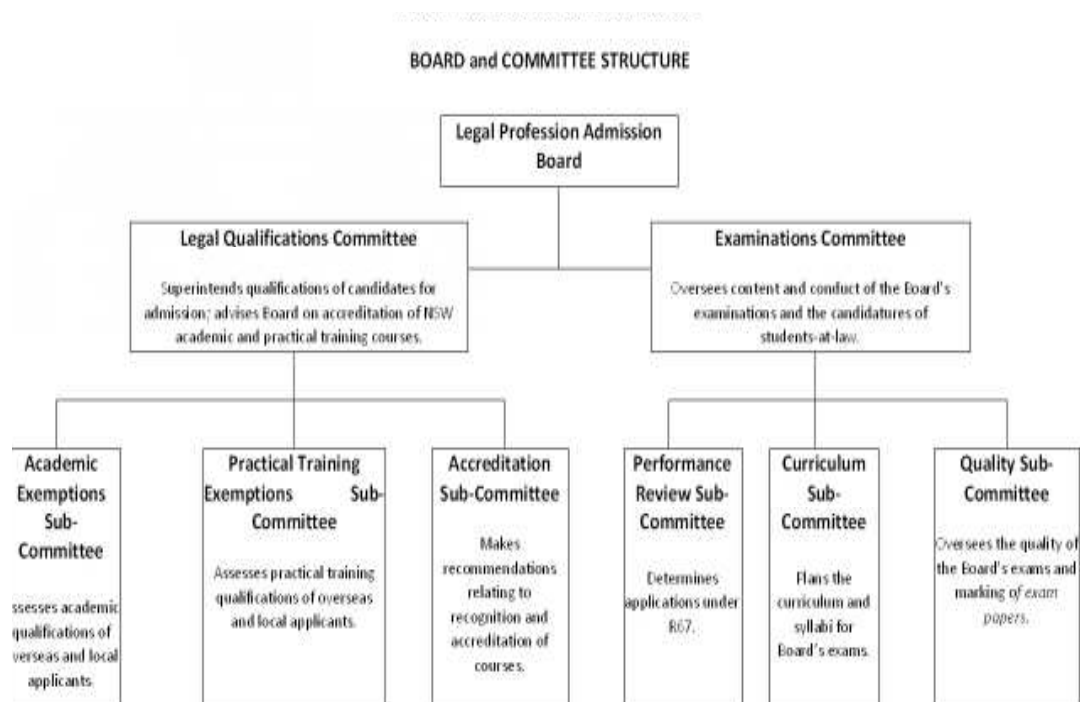 BOARD and COMMITTEE STRUCTURE
Legal Profession Admission
Board
Legal Qualifications Committee
Superintends qualifications of candidates for
admission; advises Board on accreditation of NSW
academic and practical training courses.
Examinations Committee
Oversees content and conduct of the Board's
examinations and the candidatures of
students-at-law.
Academic
Exemptions
Sub-
Committee
ssesses academic
qualifications of
verseas and local
applicants.
Practical Training
Exemptions Sub-
Committee
Assesses practical training
qualifications of overseas
and local applicants.
Accreditation
Sub-Committee
Makes
recommendations
relating to
recognition and
accreditation of
courses.
Performance
Review Sub-
Committee
Determines
applications under
R67.
Curriculum
Sub-
Committee
Plans the
curriculum and
syllabi for
Board's exams.
Quality Sub-
Committee
Oversees the quality of
the Board's exams and
marking of exam
papers.